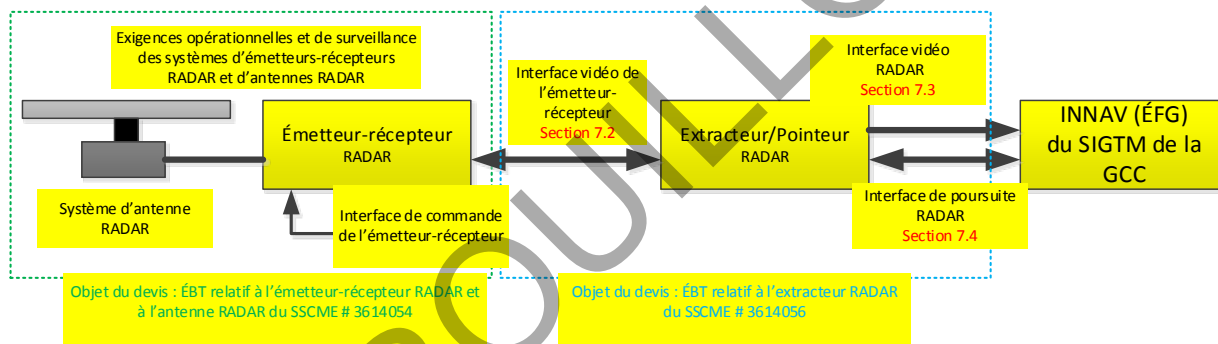 Exigences opérationnelles et de surveillance
des systèmes d'émetteurs-récepteurs
RADAR et d'antennes RADAR
Système d'antenne
RADAR
Émetteur-récepteur
RADAR
Interface de commande
de l'émetteur-récepteur
Interface vidéo de
l'émetteur-
récepteur
Section 7.2
Extracteur/Pointeur
RADAR
Interface vidéo
RADAR
Section 7.3
Interface de poursuite
RADAR
Section 7.4
INNAV (ÉFG)
du SIGTM de la
GCC
Objet du devis : ÉBT relatif à l'émetteur-récepteur RADAR et
à l'antenne RADAR du SSCME # 3614054
Objet du devis : ÉBT relatif à l'extracteur RADAR
du SSCME # 3614056
ROUILLO